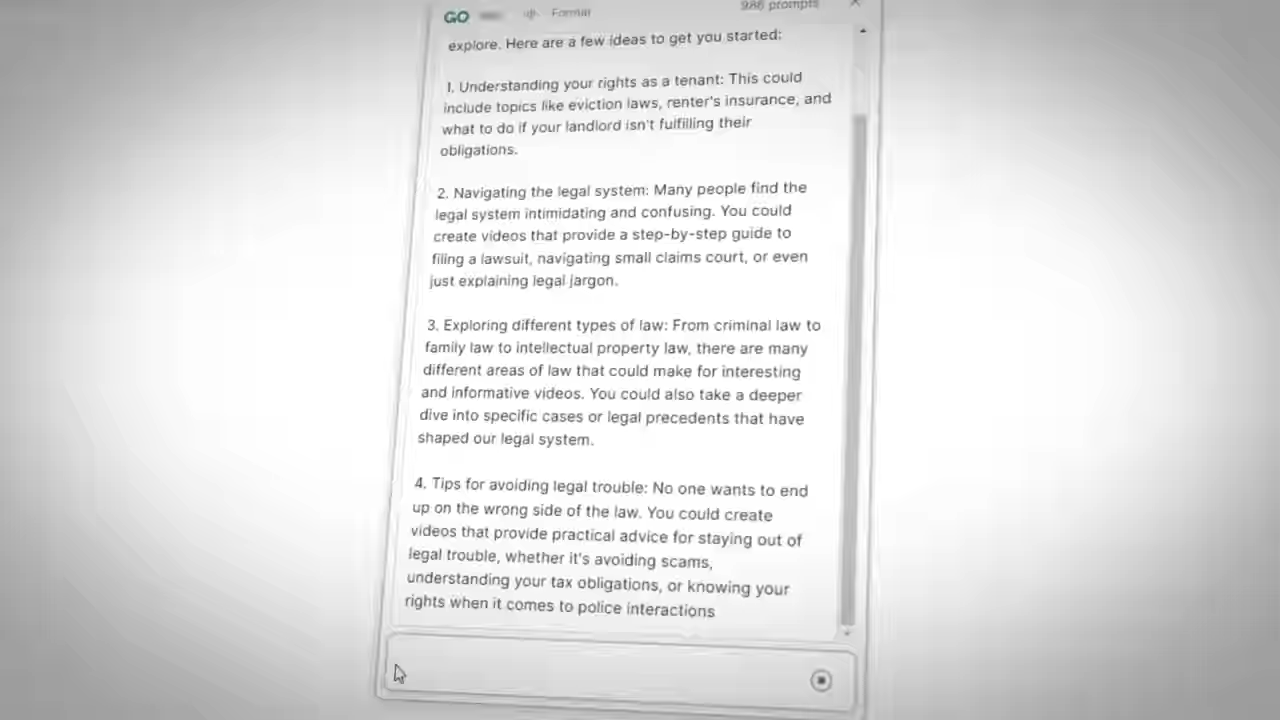 GO
Format
986 prompts
explore. Here are a few ideas to get you started:
1. Understanding your rights as a tenant: This could
include topics like eviction laws, renter's insurance, and
what to do if your landlord isn't fulfilling their
obligations.
2. Navigating the legal system: Many people find the
legal system intimidating and confusing. You could
create videos that provide a step-by-step guide to
filing a lawsuit, navigating small claims court, or even
just explaining legal jargon.
3. Exploring different types of law: From criminal law to
family law to intellectual property law, there are many
different areas of law that could make for interesting
and informative videos. You could also take a deeper
dive into specific cases or legal precedents that have
shaped our legal system.
4. Tips for avoiding legal trouble: No one wants to end
up on the wrong side of the law. You could create
videos that provide practical advice for staying out of
legal trouble, whether it's avoiding scams,
understanding your tax obligations, or knowing your
rights when it comes to police interactions